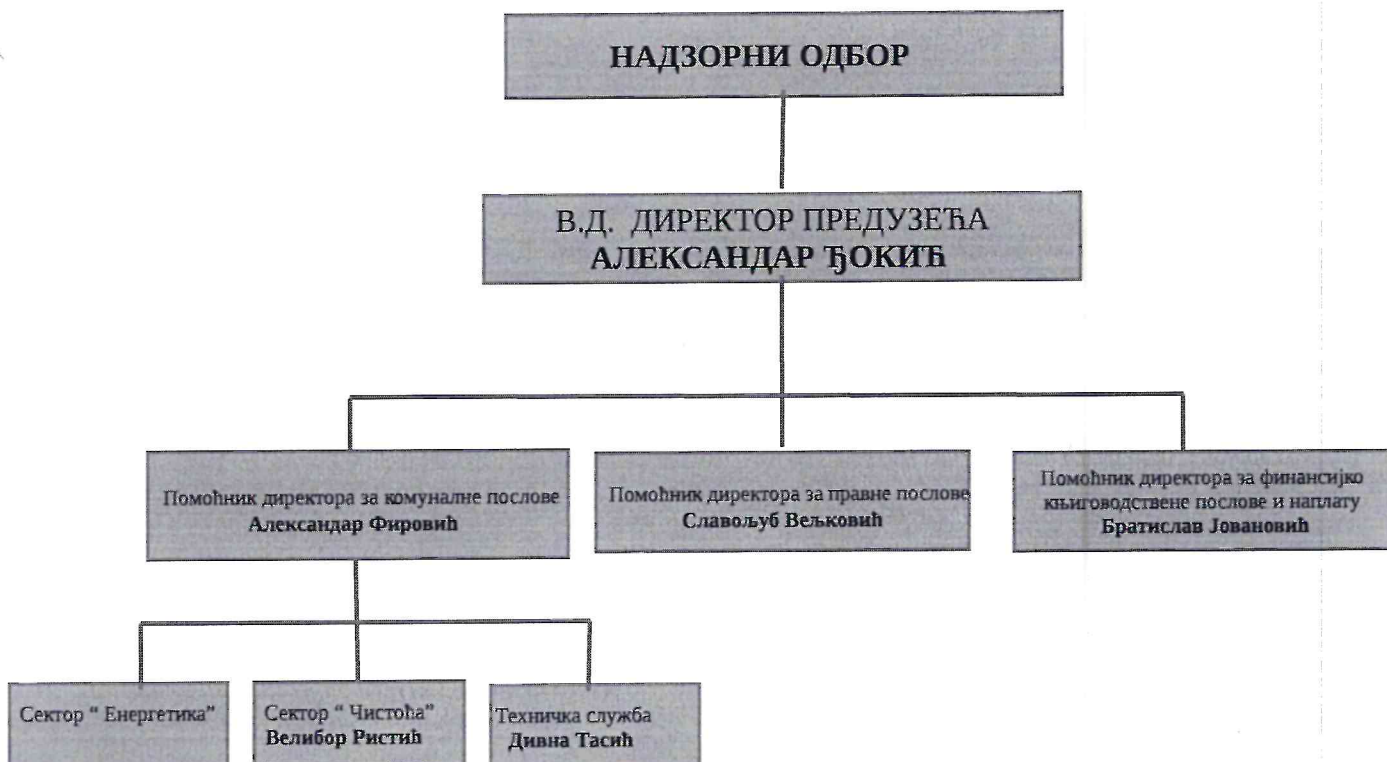 НАДЗОРНИ ОДБОР
В.Д. ДИРЕКТОР ПРЕДУЗЕЋА
АЛЕКСАНДАР ЂОКИЋ
Помоћник директора за комуналне послове
Александар Фировић
Помоћник директора за правне послове
Славољуб Вељковић
Помоћник директора за финансијко
књиговодствене послове и наплату
Братислав Јовановић
Сектор “ Енергетика”
Сектор “ Чистоћа”
Велибор Ристић
Техничка служба
Дивна Тасић